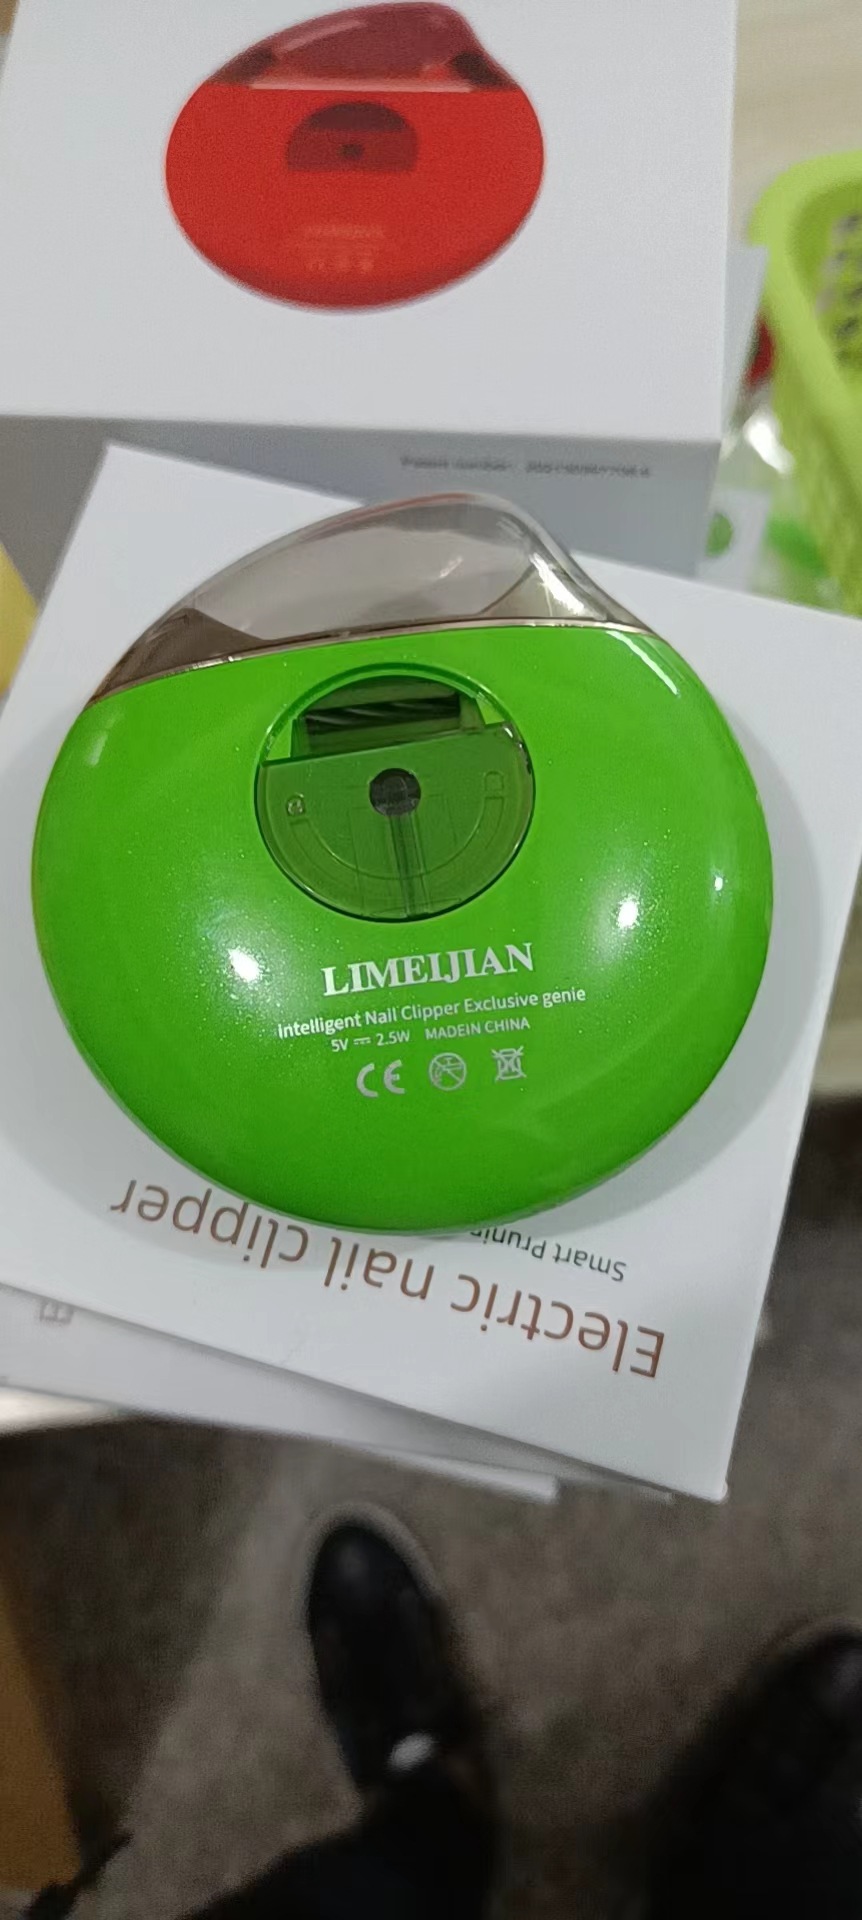 LIMEIJIAN
Intelligent Nail Clipper Exclusive genie
5V ⎓ 2.5W MADEIN CHINA
CE
Electric nail clipper
Smart